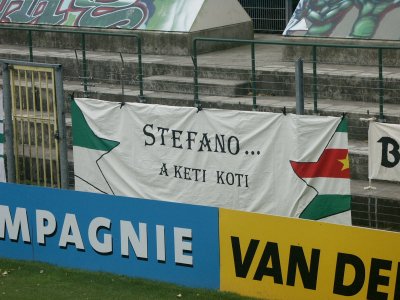 STEFANO...
A KETI KOTI
B
MPAGNIE
VAN DE